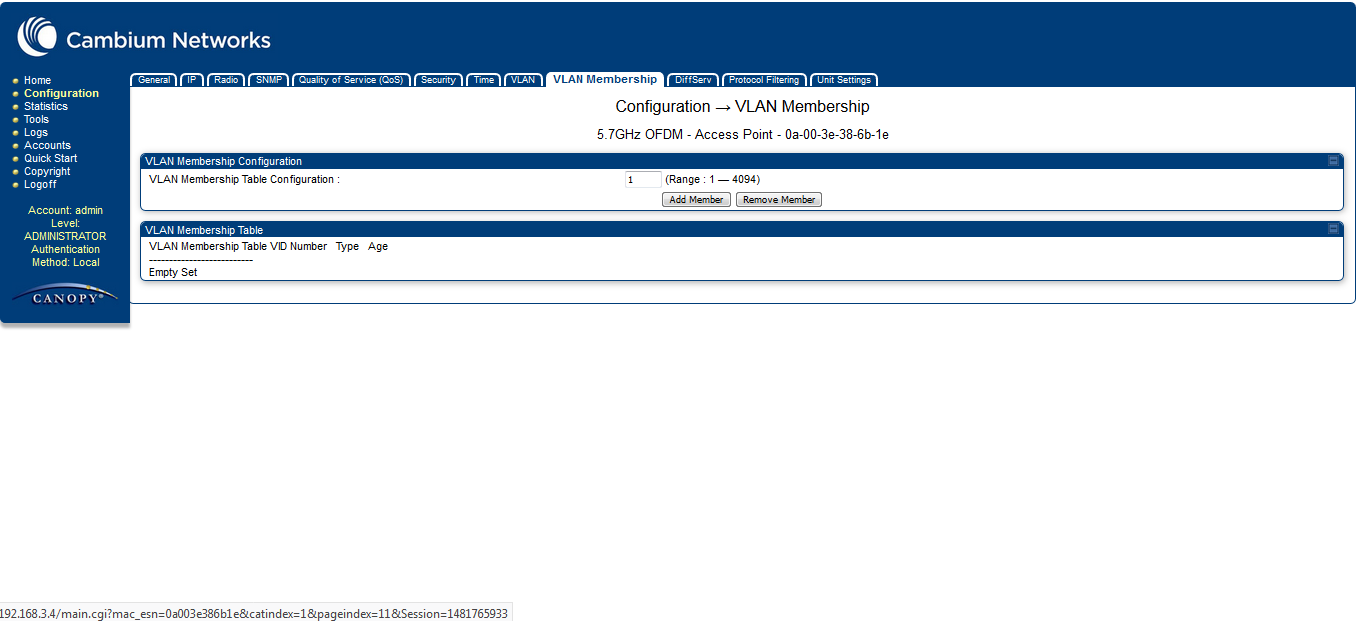 Cambium Networks
Home
Configuration
Statistics
Tools
Logs
Accounts
Quick Start
Copyright
Logoff
Account: admin
Level:
ADMINISTRATOR
Authentication
Method: Local
CANOPY®
General IP Radio SNMP Quality of Service (QoS) Security Time VLAN VLAN Membership DiffServ Protocol Filtering Unit Settings
Configuration → VLAN Membership
5.7GHz OFDM - Access Point - 0a-00-3e-38-6b-1e
VLAN Membership Configuration
VLAN Membership Table Configuration : 1 (Range : 1 — 4094)
Add Member Remove Member
VLAN Membership Table
VLAN Membership Table VID Number Type Age
--------------------------
Empty Set
192.168.3.4/main.cgi?mac_esn=0a003e386b1e&catindex=1&pageindex=11&Session=1481765933